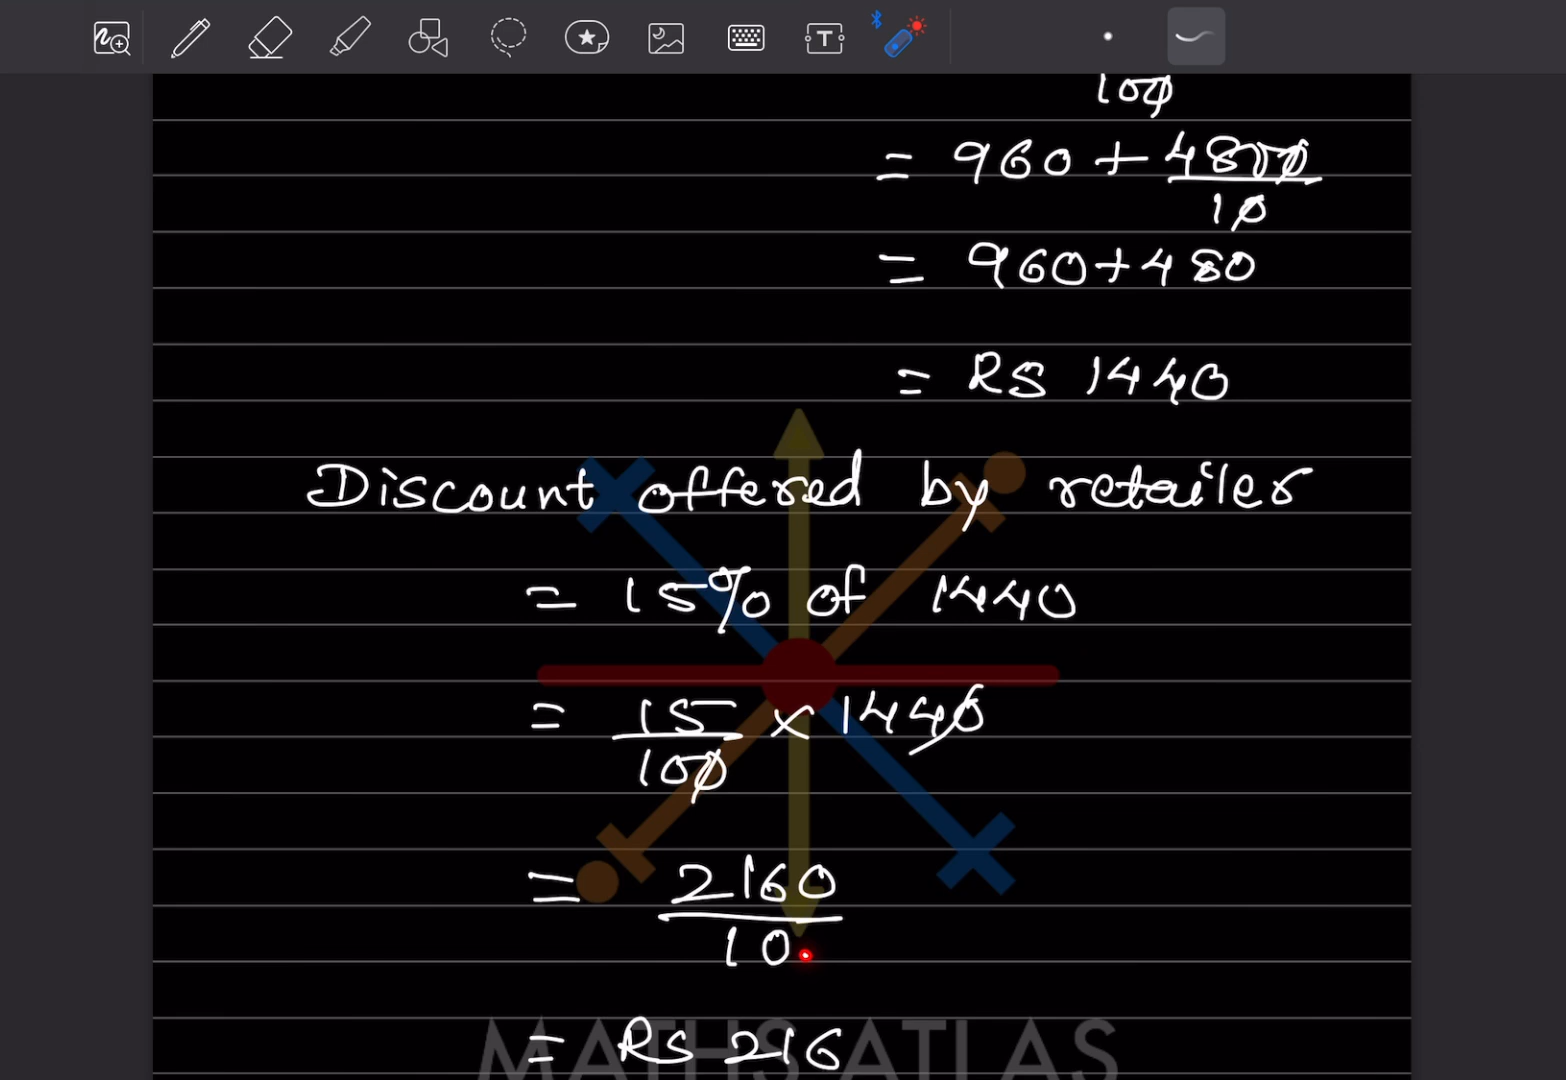 100
= 960 + 4800
10
= 960+480
= RS 1440
Discount offered by retailer
= 15% of 1440
= 15/100 × 1440
= 2160/10
= RS 216
MATHS ATLAS